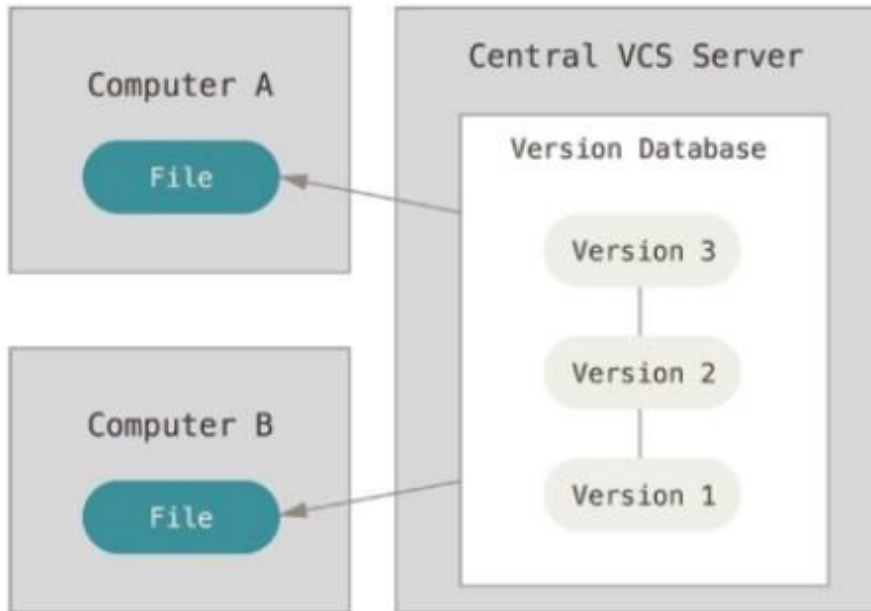 Computer A
File
Computer B
File
Central VCS Server
Version Database
Version 3
Version 2
Version 1